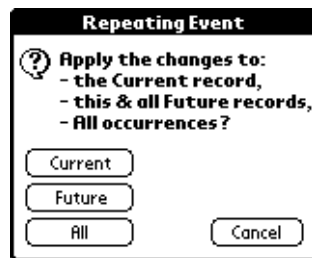 Repeating Event
Apply the changes to:
- the Current record,
- this & all Future records,
- All occurrences?
Current
Future
All
Cancel